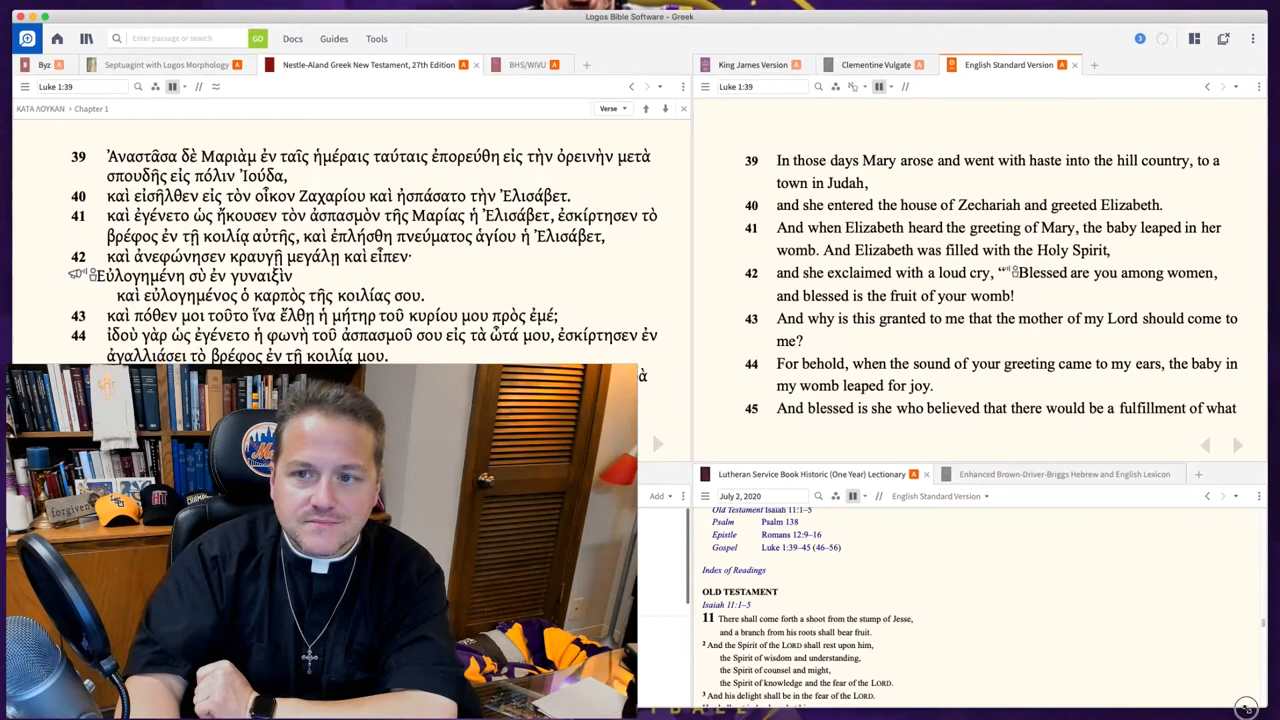 Logos Bible Software - Greek
Enter passage or search
GO
Docs
Guides
Tools
3
Byz A
Septuagint with Logos Morphology A
Nestle-Aland Greek New Testament, 27th Edition A
BHS/WIVU A
Luke 1:39
ΚΑΤΑ ΛΟΥΚΑΝ › Chapter 1
Verse
39 Ἀναστᾶσα δὲ Μαριὰμ ἐν ταῖς ἡμέραις ταύταις ἐπορεύθη εἰς τὴν ὀρεινὴν μετὰ
σπουδῆς εἰς πόλιν Ἰούδα,
40 καὶ εἰσῆλθεν εἰς τὸν οἶκον Ζαχαρίου καὶ ἠσπάσατο τὴν Ἐλισάβετ.
41 καὶ ἐγένετο ὡς ἤκουσεν τὸν ἀσπασμὸν τῆς Μαρίας ἡ Ἐλισάβετ, ἐσκίρτησεν τὸ
βρέφος ἐν τῇ κοιλίᾳ αὐτῆς, καὶ ἐπλήσθη πνεύματος ἁγίου ἡ Ἐλισάβετ,
42 καὶ ἀνεφώνησεν κραυγῇ μεγάλῃ καὶ εἶπεν·
Εὐλογημένη σὺ ἐν γυναιξὶν
καὶ εὐλογημένος ὁ καρπὸς τῆς κοιλίας σου.
43 καὶ πόθεν μοι τοῦτο ἵνα ἔλθῃ ἡ μήτηρ τοῦ κυρίου μου πρὸς ἐμέ;
44 ἰδοὺ γὰρ ὡς ἐγένετο ἡ φωνὴ τοῦ ἀσπασμοῦ σου εἰς τὰ ὦτά μου, ἐσκίρτησεν ἐν
ἀγαλλιάσει τὸ βρέφος ἐν τῇ κοιλίᾳ μου.
King James Version A
Clementine Vulgate A
English Standard Version A
Luke 1:39
39 In those days Mary arose and went with haste into the hill country, to a
town in Judah,
40 and she entered the house of Zechariah and greeted Elizabeth.
41 And when Elizabeth heard the greeting of Mary, the baby leaped in her
womb. And Elizabeth was filled with the Holy Spirit,
42 and she exclaimed with a loud cry, “Blessed are you among women,
and blessed is the fruit of your womb!
43 And why is this granted to me that the mother of my Lord should come to
me?
44 For behold, when the sound of your greeting came to my ears, the baby in
my womb leaped for joy.
45 And blessed is she who believed that there would be a fulfillment of what
Lutheran Service Book Historic (One Year) Lectionary A
Enhanced Brown-Driver-Briggs Hebrew and English Lexicon
Add
July 2, 2020
English Standard Version
Old Testament Isaiah 11:1–5
Psalm Psalm 138
Epistle Romans 12:9–16
Gospel Luke 1:39–45 (46–56)
Index of Readings
OLD TESTAMENT
Isaiah 11:1–5
11 There shall come forth a shoot from the stump of Jesse,
and a branch from his roots shall bear fruit.
2 And the Spirit of the LORD shall rest upon him,
the Spirit of wisdom and understanding,
the Spirit of counsel and might,
the Spirit of knowledge and the fear of the LORD.
3 And his delight shall be in the fear of the LORD.
forgiven
Mets